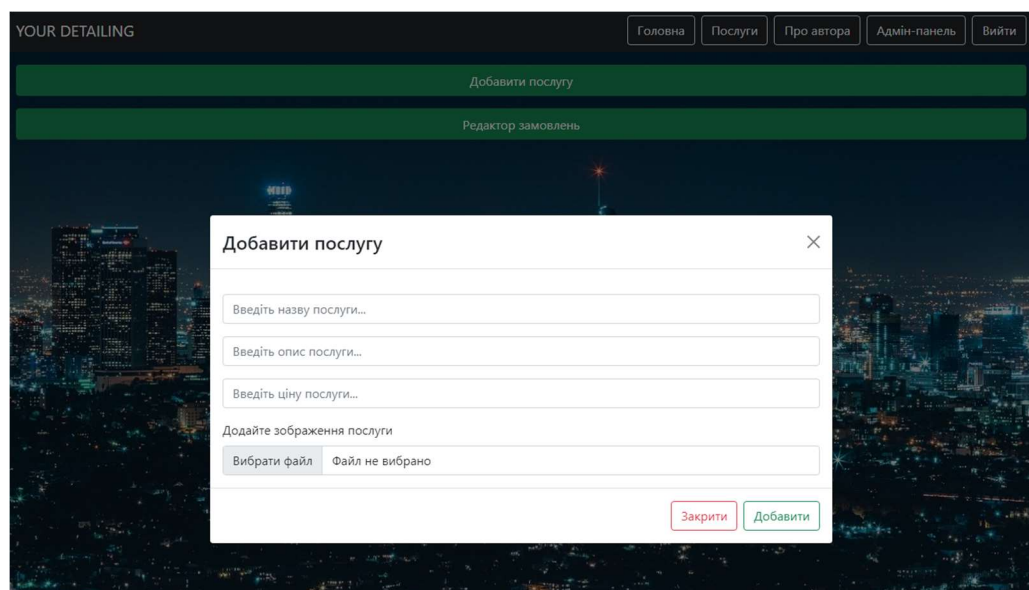 YOUR DETAILING Головна Послуги Про автора Адмін-панель Вийти
Добавити послугу
Редактор замовлень
Добавити послугу
Введіть назву послуги...
Введіть опис послуги...
Введіть ціну послуги...
Додайте зображення послуги
Вибрати файл Файл не вибрано
Закрити Добавити